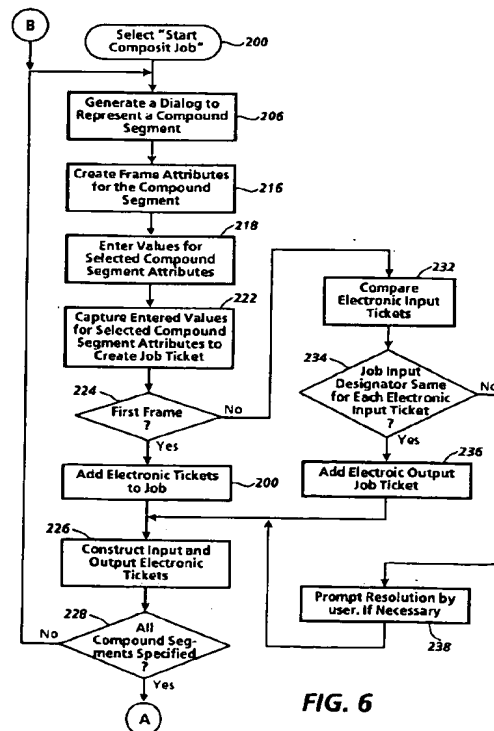 B
Select "Start
Composit Job"
200
Generate a Dialog to
Represent a Compound
Segment
206
Create Frame Attributes
for the Compound
Segment
216
218
Enter Values for
Selected Compound
Segment Attributes
222
Capture Entered Values
for Selected Compound
Segment Attributes to
Create Job Ticket
224
First Frame
?
No
Yes
Add Electronic Tickets
to Job
200
226
Construct Input and
Output Electronic
Tickets
228
No
All
Compound Seg-
ments Specified
?
Yes
A
232
Compare
Electronic Input
Tickets
234
Job Input
Designator Same
for Each Electronic
Input Ticket
?
No
Yes
236
Add Electroic Output
Job Ticket
Prompt Resolution by
user. If Necessary
238
FIG. 6